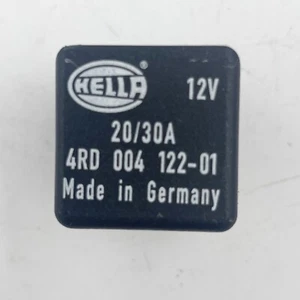 HELLA 12V
20/30A
4RD 004 122-01
Made in Germany